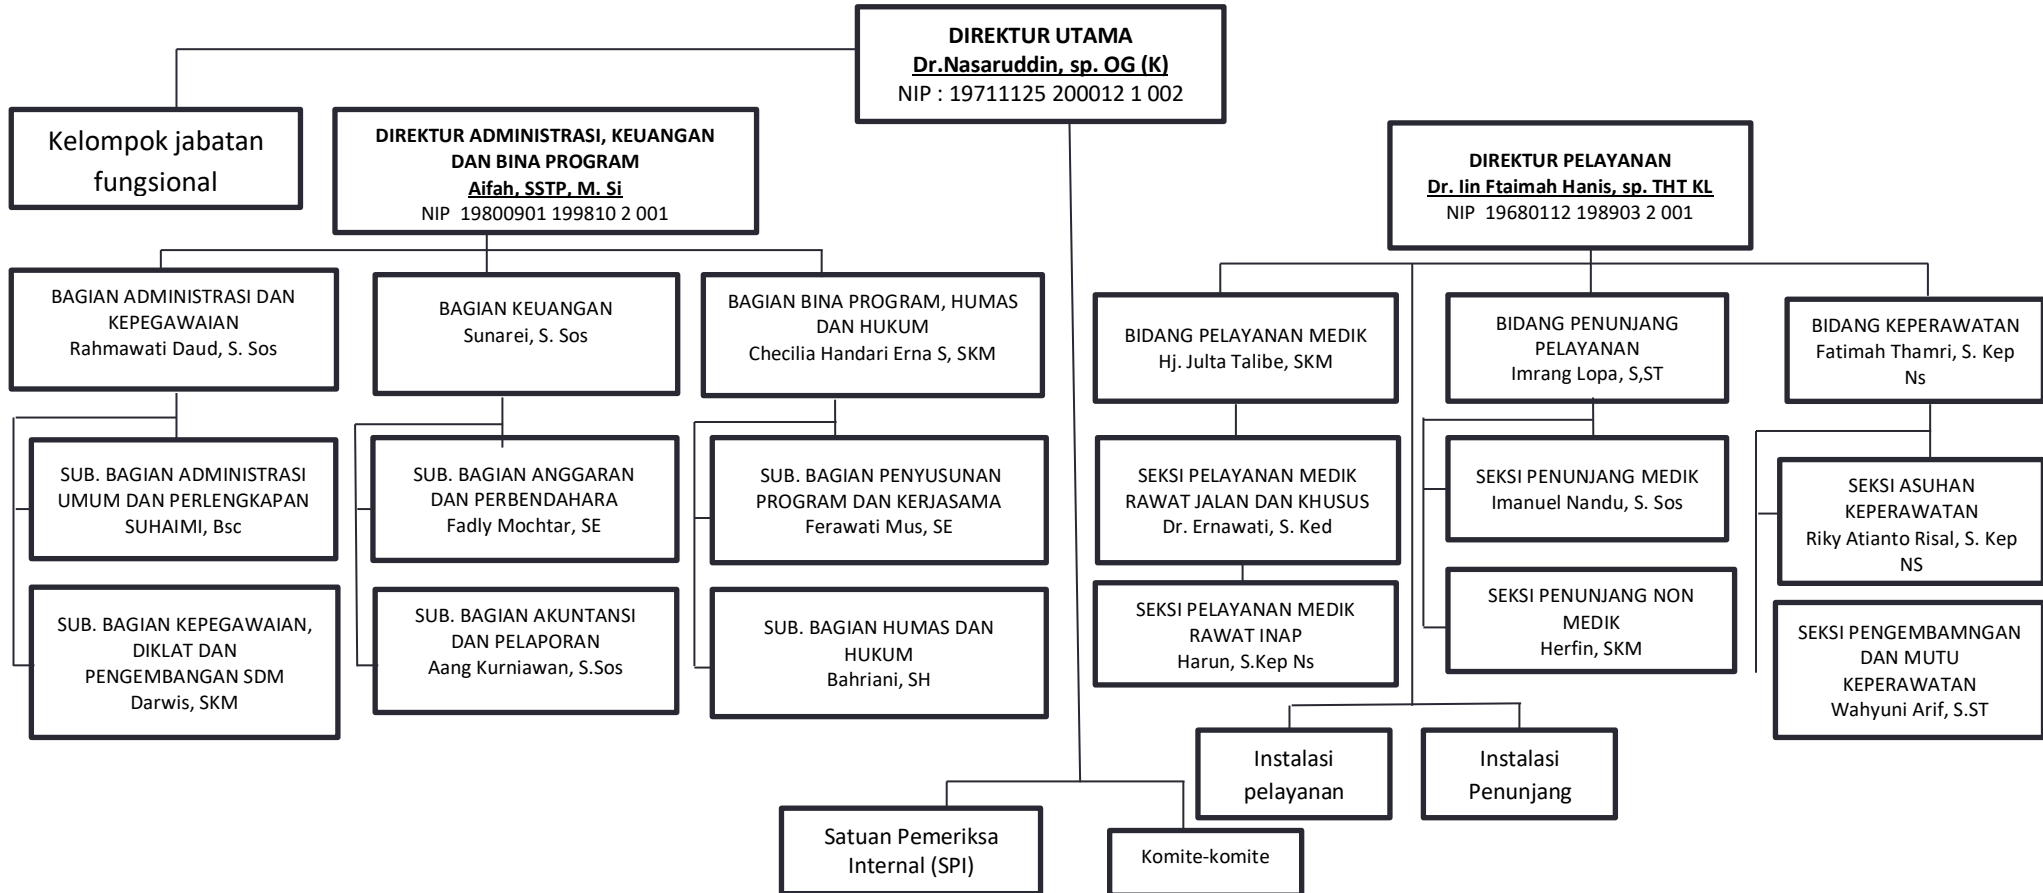 DIREKTUR UTAMA
Dr.Nasaruddin, sp. OG (K)
NIP : 19711125 200012 1 002
Kelompok jabatan
fungsional
DIREKTUR ADMINISTRASI, KEUANGAN
DAN BINA PROGRAM
Aifah, SSTP, M. Si
NIP 19800901 199810 2 001
DIREKTUR PELAYANAN
Dr. Iin Ftaimah Hanis, sp. THT KL
NIP 19680112 198903 2 001
BAGIAN ADMINISTRASI DAN
KEPEGAWAIAN
Rahmawati Daud, S. Sos
BAGIAN KEUANGAN
Sunarei, S. Sos
BAGIAN BINA PROGRAM, HUMAS
DAN HUKUM
Checilia Handari Erna S, SKM
BIDANG PELAYANAN MEDIK
Hj. Julta Talibe, SKM
BIDANG PENUNJANG
PELAYANAN
Imrang Lopa, S,ST
BIDANG KEPERAWATAN
Fatimah Thamri, S. Kep
Ns
SUB. BAGIAN ADMINISTRASI
UMUM DAN PERLENGKAPAN
SUHAIMI, Bsc
SUB. BAGIAN ANGGARAN
DAN PERBENDAHARA
Fadly Mochtar, SE
SUB. BAGIAN PENYUSUNAN
PROGRAM DAN KERJASAMA
Ferawati Mus, SE
SEKSI PELAYANAN MEDIK
RAWAT JALAN DAN KHUSUS
Dr. Ernawati, S. Ked
SEKSI PENUNJANG MEDIK
Imanuel Nandu, S. Sos
SEKSI ASUHAN
KEPERAWATAN
Riky Atianto Risal, S. Kep
NS
SUB. BAGIAN KEPEGAWAIAN,
DIKLAT DAN
PENGEMBANGAN SDM
Darwis, SKM
SUB. BAGIAN AKUNTANSI
DAN PELAPORAN
Aang Kurniawan, S.Sos
SUB. BAGIAN HUMAS DAN
HUKUM
Bahriani, SH
SEKSI PELAYANAN MEDIK
RAWAT INAP
Harun, S.Kep Ns
SEKSI PENUNJANG NON
MEDIK
Herfin, SKM
SEKSI PENGEMBAMNGAN
DAN MUTU
KEPERAWATAN
Wahyuni Arif, S.ST
Instalasi
pelayanan
Instalasi
Penunjang
Satuan Pemeriksa
Internal (SPI)
Komite-komite